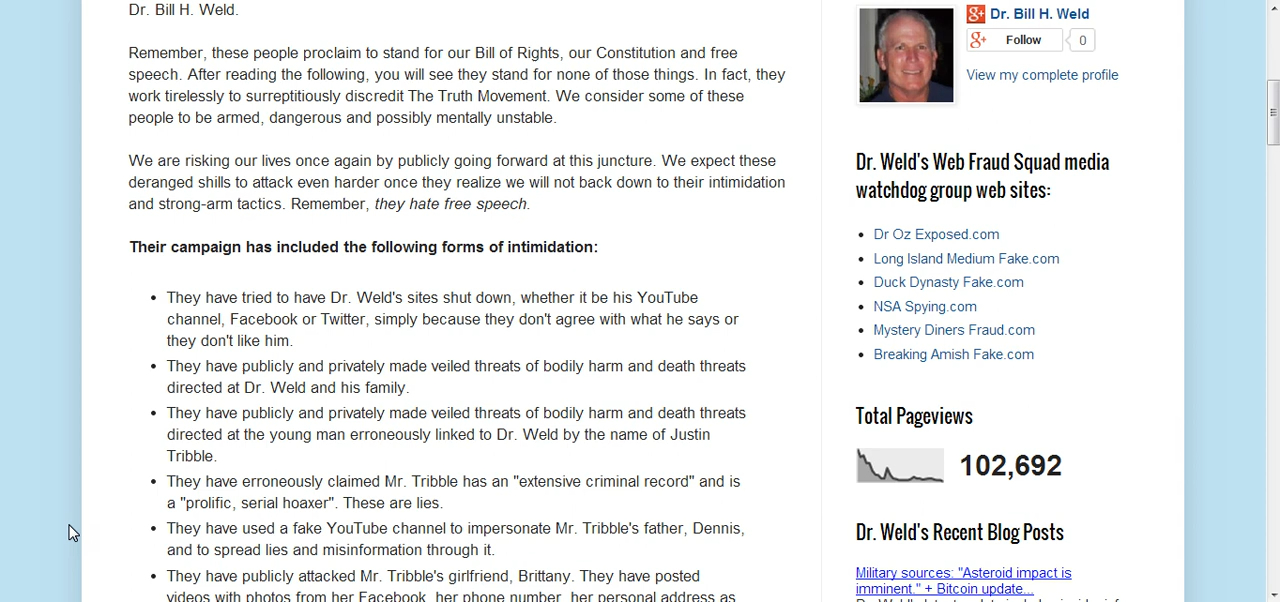 Dr. Bill H. Weld.
Remember, these people proclaim to stand for our Bill of Rights, our Constitution and free
speech. After reading the following, you will see they stand for none of those things. In fact, they
work tirelessly to surreptitiously discredit The Truth Movement. We consider some of these
people to be armed, dangerous and possibly mentally unstable.
We are risking our lives once again by publicly going forward at this juncture. We expect these
deranged shills to attack even harder once they realize we will not back down to their intimidation
and strong-arm tactics. Remember, they hate free speech.
Their campaign has included the following forms of intimidation:
• They have tried to have Dr. Weld's sites shut down, whether it be his YouTube
channel, Facebook or Twitter, simply because they don't agree with what he says or
they don't like him.
• They have publicly and privately made veiled threats of bodily harm and death threats
directed at Dr. Weld and his family.
• They have publicly and privately made veiled threats of bodily harm and death threats
directed at the young man erroneously linked to Dr. Weld by the name of Justin
Tribble.
• They have erroneously claimed Mr. Tribble has an "extensive criminal record" and is
a "prolific, serial hoaxer". These are lies.
• They have used a fake YouTube channel to impersonate Mr. Tribble's father, Dennis,
and to spread lies and misinformation through it.
• They have publicly attacked Mr. Tribble's girlfriend, Brittany. They have posted
videos with photos from her Facebook, her phone number, her personal address as
g+ Dr. Bill H. Weld
g+ Follow 0
View my complete profile
Dr. Weld's Web Fraud Squad media
watchdog group web sites:
• Dr Oz Exposed.com
• Long Island Medium Fake.com
• Duck Dynasty Fake.com
• NSA Spying.com
• Mystery Diners Fraud.com
• Breaking Amish Fake.com
Total Pageviews
102,692
Dr. Weld's Recent Blog Posts
Military sources: "Asteroid impact is
imminent." + Bitcoin update...